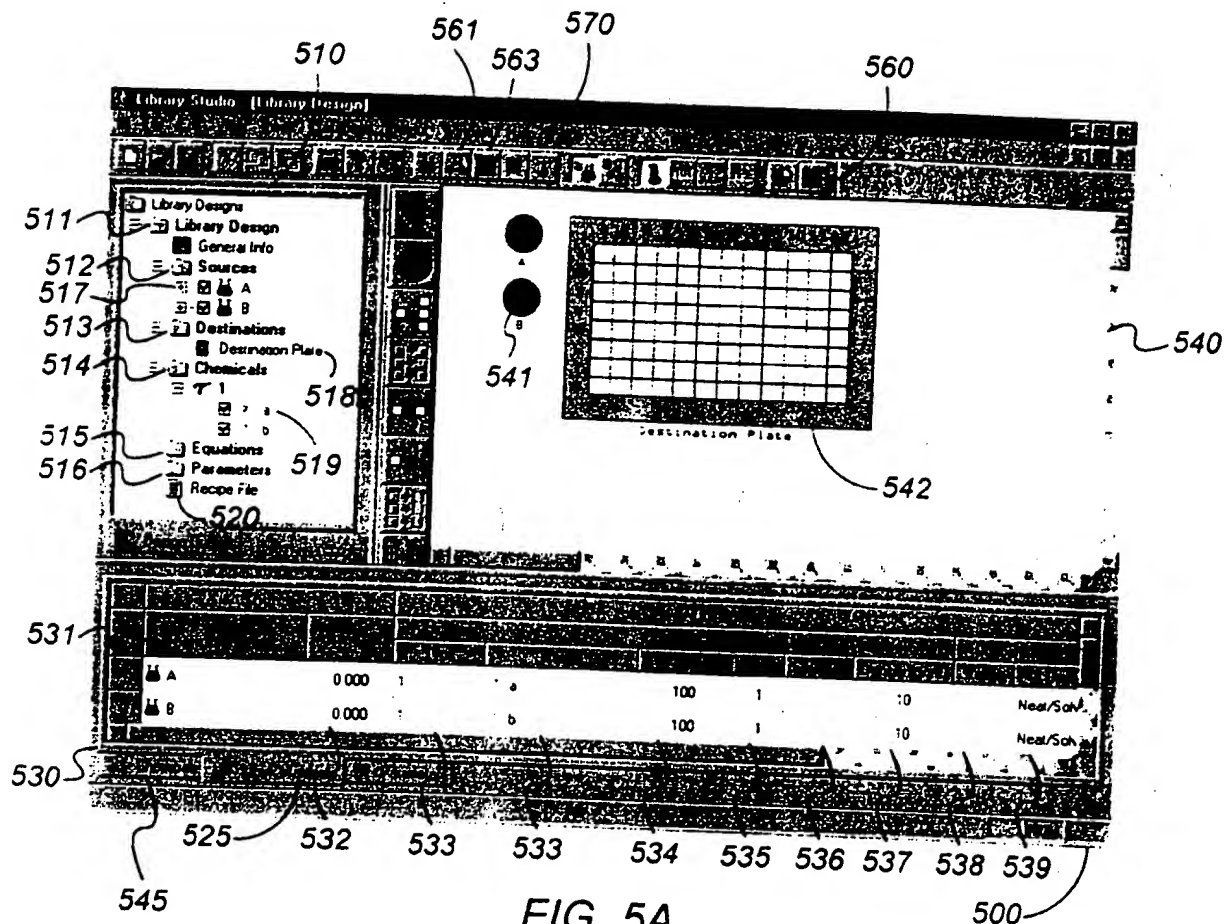 510
561
563
570
560
Library Studio - [Library Design]
511
512
517
513
514
515
516
Library Designs
Library Design
General Info
Sources
A
B
Destinations
Destination Plate
Chemicals
1
a
b
Equations
Parameters
Recipe File
518
519
520
A
B
541
Destination Plate
542
540
531
A 0.000 1 a 100 1 10 Neat/Solv
B 0.000 b 100 1 10 Neat/Solv
530
545
525
532
533
533
534
535
536
537
538
539
500
FIG. 5A